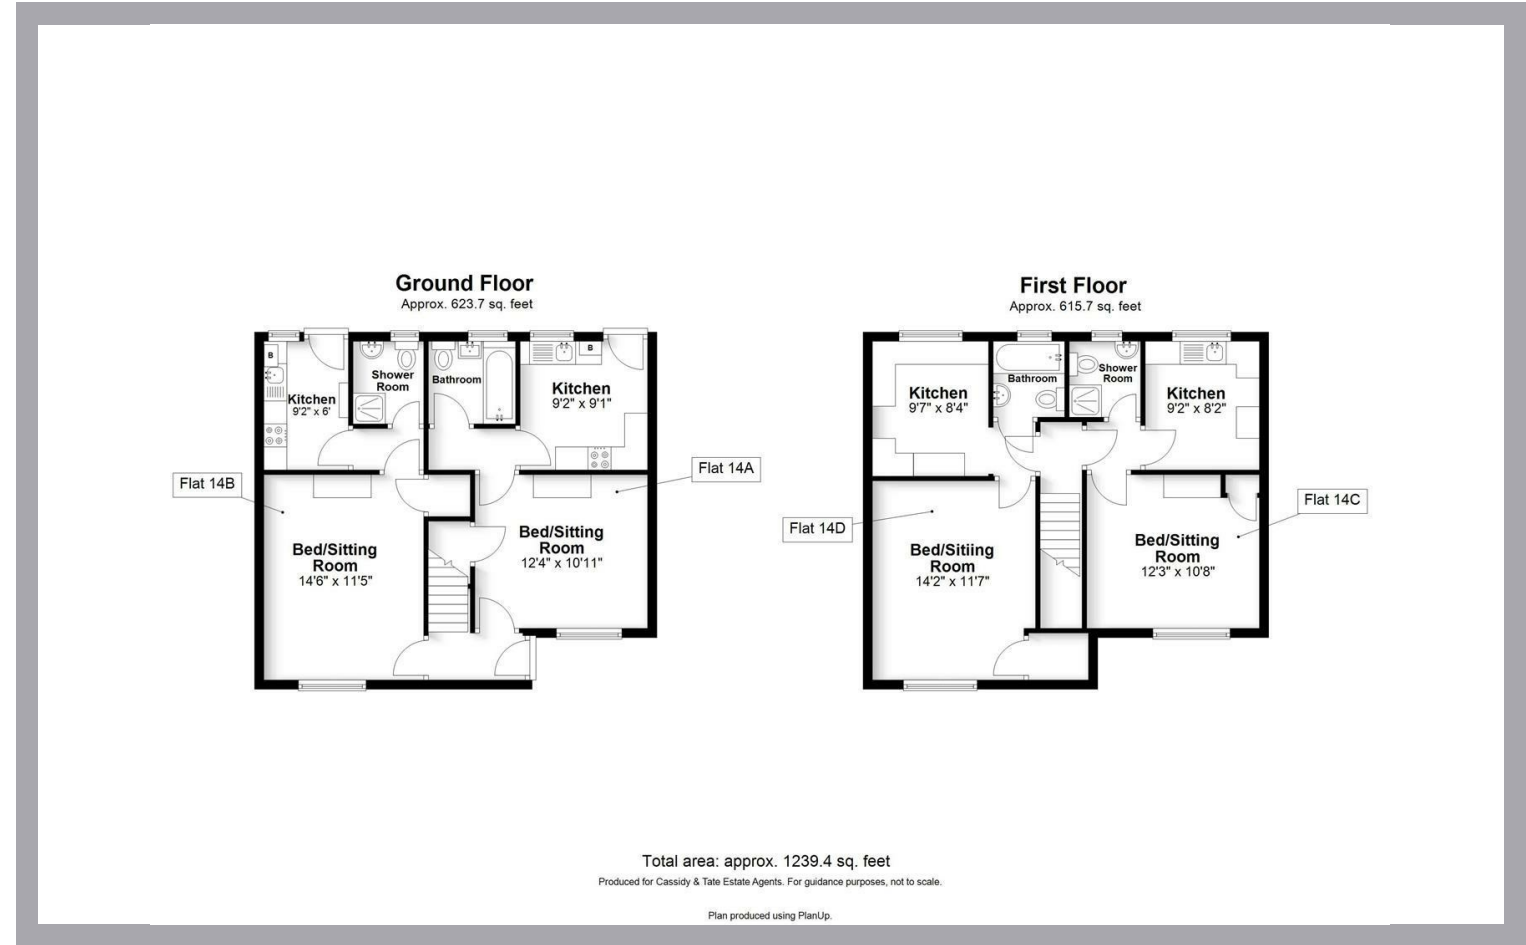 Ground Floor
Approx. 623.7 sq. feet
B
Kitchen
9'2" x 6'
Shower
Room
Bathroom
B
Kitchen
9'2" x 9'1"
Flat 14B
Flat 14A
Bed/Sitting
Room
14'6" x 11'5"
Bed/Sitting
Room
12'4" x 10'11"
First Floor
Approx. 615.7 sq. feet
Kitchen
9'7" x 8'4"
Bathroom
Shower
Room
Kitchen
9'2" x 8'2"
Flat 14D
Flat 14C
Bed/Sitiing
Room
14'2" x 11'7"
Bed/Sitting
Room
12'3" x 10'8"
Total area: approx. 1239.4 sq. feet
Produced for Cassidy & Tate Estate Agents. For guidance purposes, not to scale.
Plan produced using PlanUp.